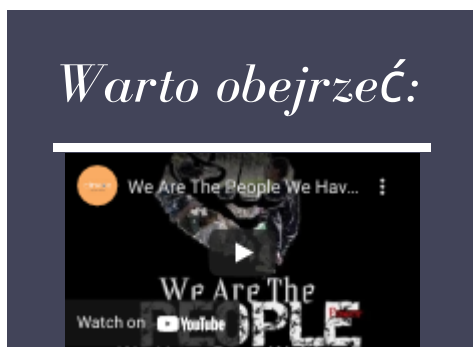 Warto obejrzeć:
We Are The People We Hav...
We Are The
PEOPLE
Watch on YouTube